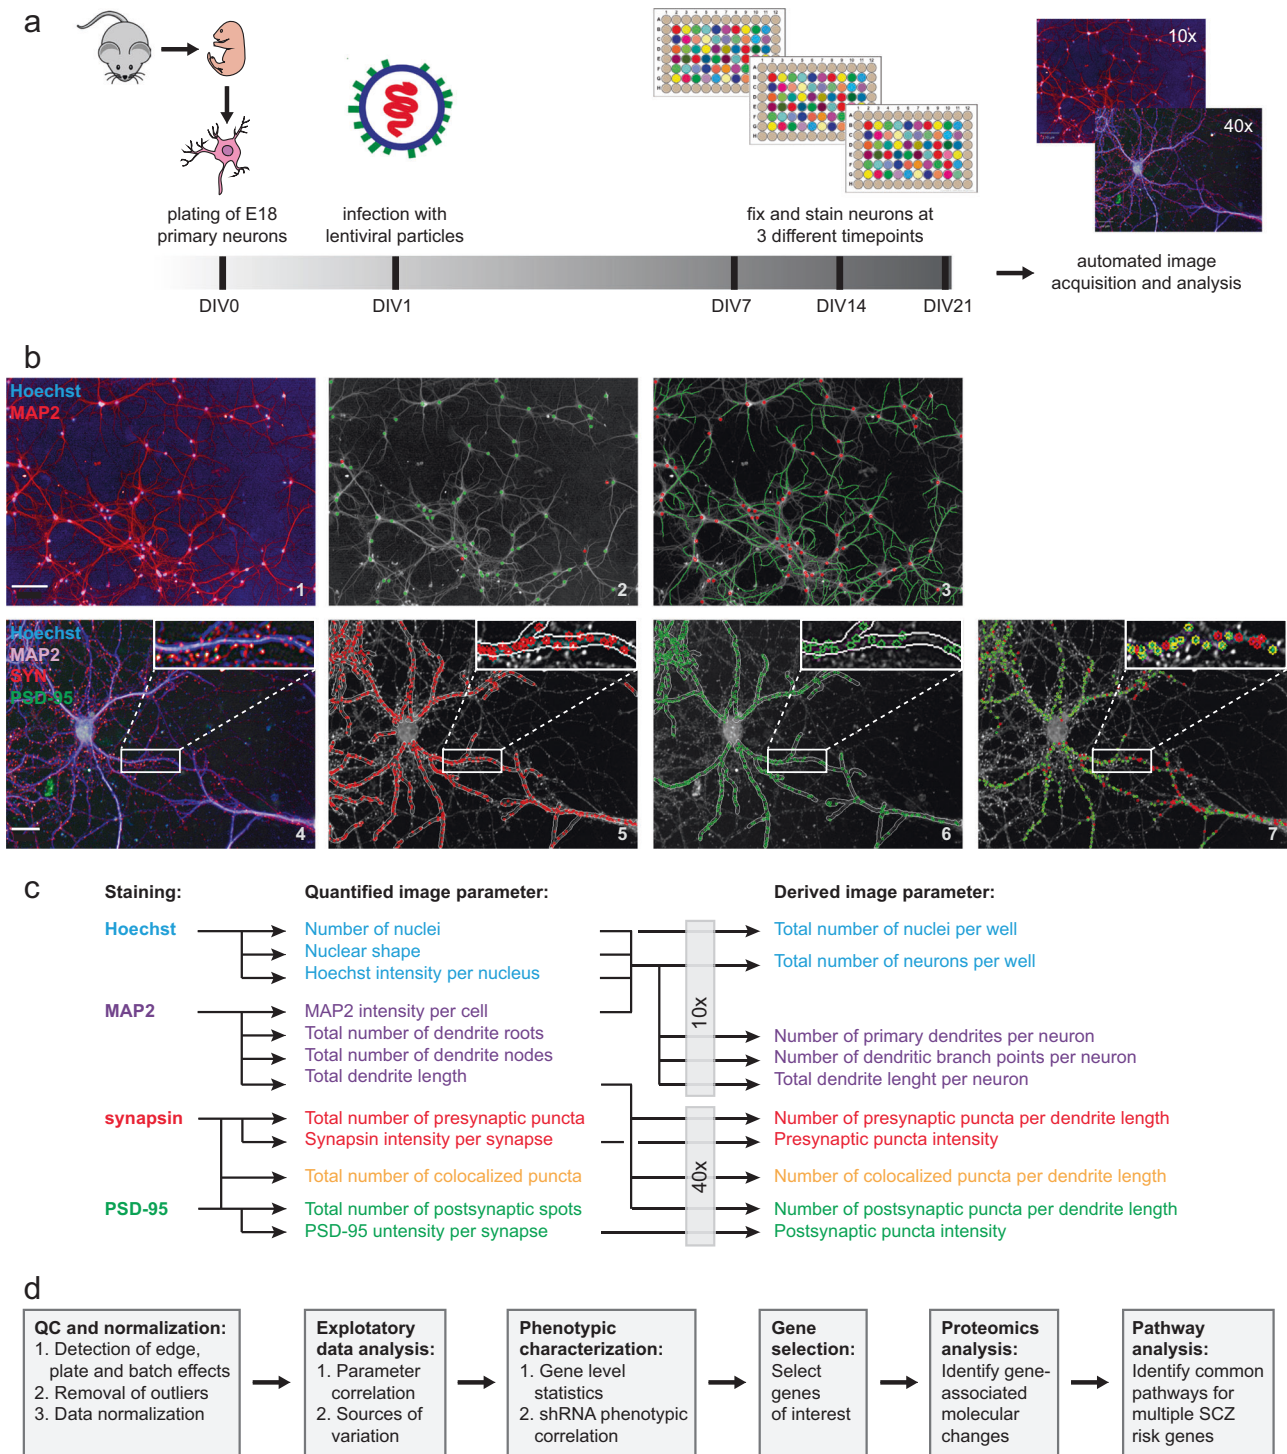 a
10x
40x
plating of E18
primary neurons
infection with
lentiviral particles
fix and stain neurons at
3 different timepoints
automated image
acquisition and analysis
DIV0
DIV1
DIV7
DIV14
DIV21
b
Hoechst
MAP2
1
2
3
Hoechst
MAP2
SYN
PSD-95
4
5
6
7
c
Staining:
Quantified image parameter:
Derived image parameter:
Hoechst
Number of nuclei
Nuclear shape
Hoechst intensity per nucleus
Total number of nuclei per well
Total number of neurons per well
MAP2
MAP2 intensity per cell
Total number of dendrite roots
Total number of dendrite nodes
Total dendrite length
10x
Number of primary dendrites per neuron
Number of dendritic branch points per neuron
Total dendrite lenght per neuron
synapsin
Total number of presynaptic puncta
Synapsin intensity per synapse
Number of presynaptic puncta per dendrite length
Presynaptic puncta intensity
Total number of colocalized puncta
40x
Number of colocalized puncta per dendrite length
PSD-95
Total number of postsynaptic spots
PSD-95 untensity per synapse
Number of postsynaptic puncta per dendrite length
Postsynaptic puncta intensity
d
QC and normalization:
1. Detection of edge,
plate and batch effects
2. Removal of outliers
3. Data normalization
Explotatory
data analysis:
1. Parameter
correlation
2. Sources of
variation
Phenotypic
characterization:
1. Gene level
statistics
2. shRNA phenotypic
correlation
Gene
selection:
Select
genes
of interest
Proteomics
analysis:
Identify gene-
associated
molecular
changes
Pathway
analysis:
Identify common
pathways for
multiple SCZ
risk genes